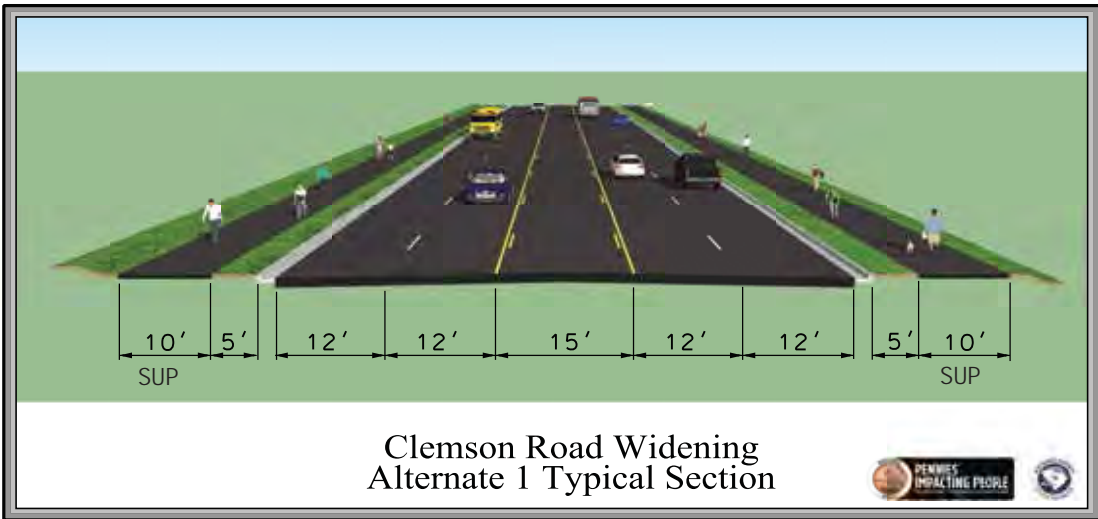 10' 5' 12' 12' 15' 12' 12' 5' 10'
SUP SUP
Clemson Road Widening
Alternate 1 Typical Section
PENNIES
IMPACTING PEOPLE